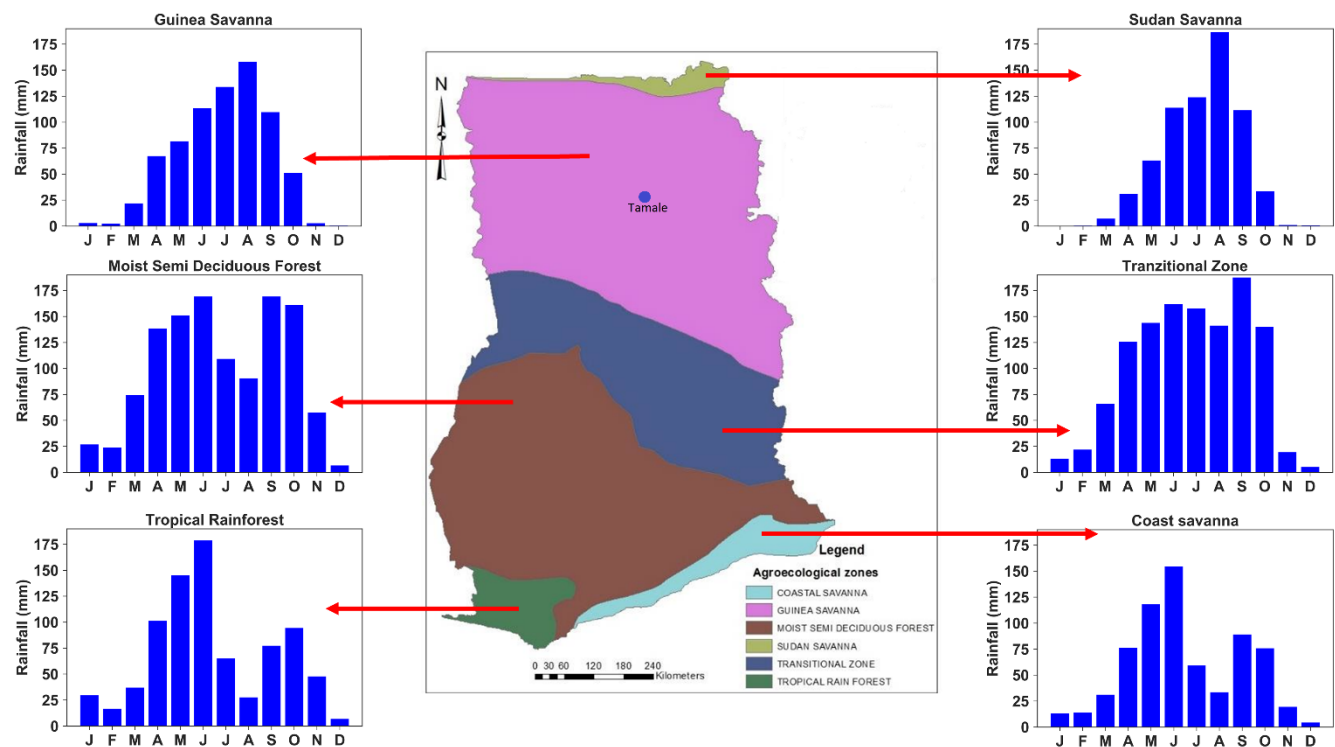 Guinea Savanna
Rainfall (mm)
175
150
125
100
75
50
25
0
J F M A M J J A S O N D
Moist Semi Deciduous Forest
Rainfall (mm)
175
150
125
100
75
50
25
0
J F M A M J J A S O N D
Tropical Rainforest
Rainfall (mm)
175
150
125
100
75
50
25
0
J F M A M J J A S O N D
N
Tamale
Legend
Agroecological zones
COASTAL SAVANNA
GUINEA SAVANNA
MOIST SEMI DECIDUOUS FOREST
SUDAN SAVANNA
TRANSITIONAL ZONE
TROPICAL RAIN FOREST
0 30 60 120 180 240
Kilometers
Sudan Savanna
Rainfall (mm)
175
150
125
100
75
50
25
0
J F M A M J J A S O N D
Tranzitional Zone
Rainfall (mm)
175
150
125
100
75
50
25
0
J F M A M J J A S O N D
Coast savanna
Rainfall (mm)
175
150
125
100
75
50
25
0
J F M A M J J A S O N D